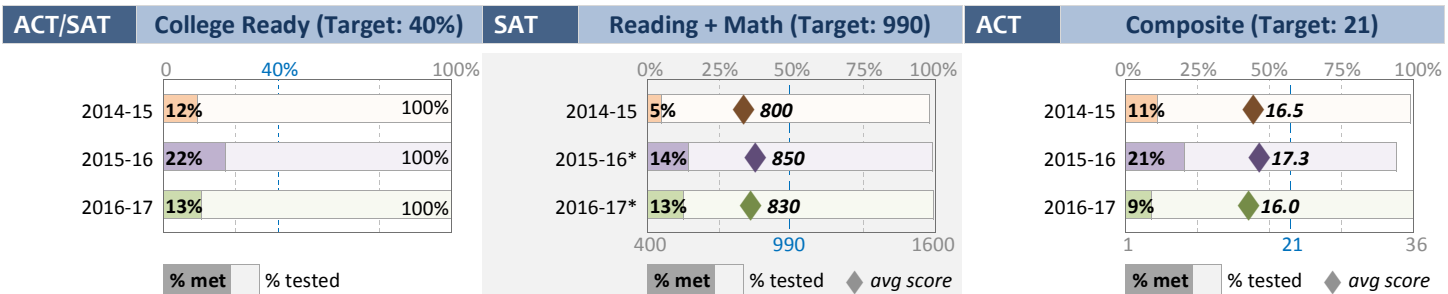 ACT/SAT College Ready (Target: 40%)
0 40% 100%
2014-15 12% 100%
2015-16 22% 100%
2016-17 13% 100%
% met % tested
SAT Reading + Math (Target: 990)
0% 25% 50% 75% 100%
2014-15 5% 800
2015-16* 14% 850
2016-17* 13% 830
400 990 1600
% met % tested avg score
ACT Composite (Target: 21)
0% 25% 50% 75% 100%
2014-15 11% 16.5
2015-16 21% 17.3
2016-17 9% 16.0
1 21 36
% met % tested avg score